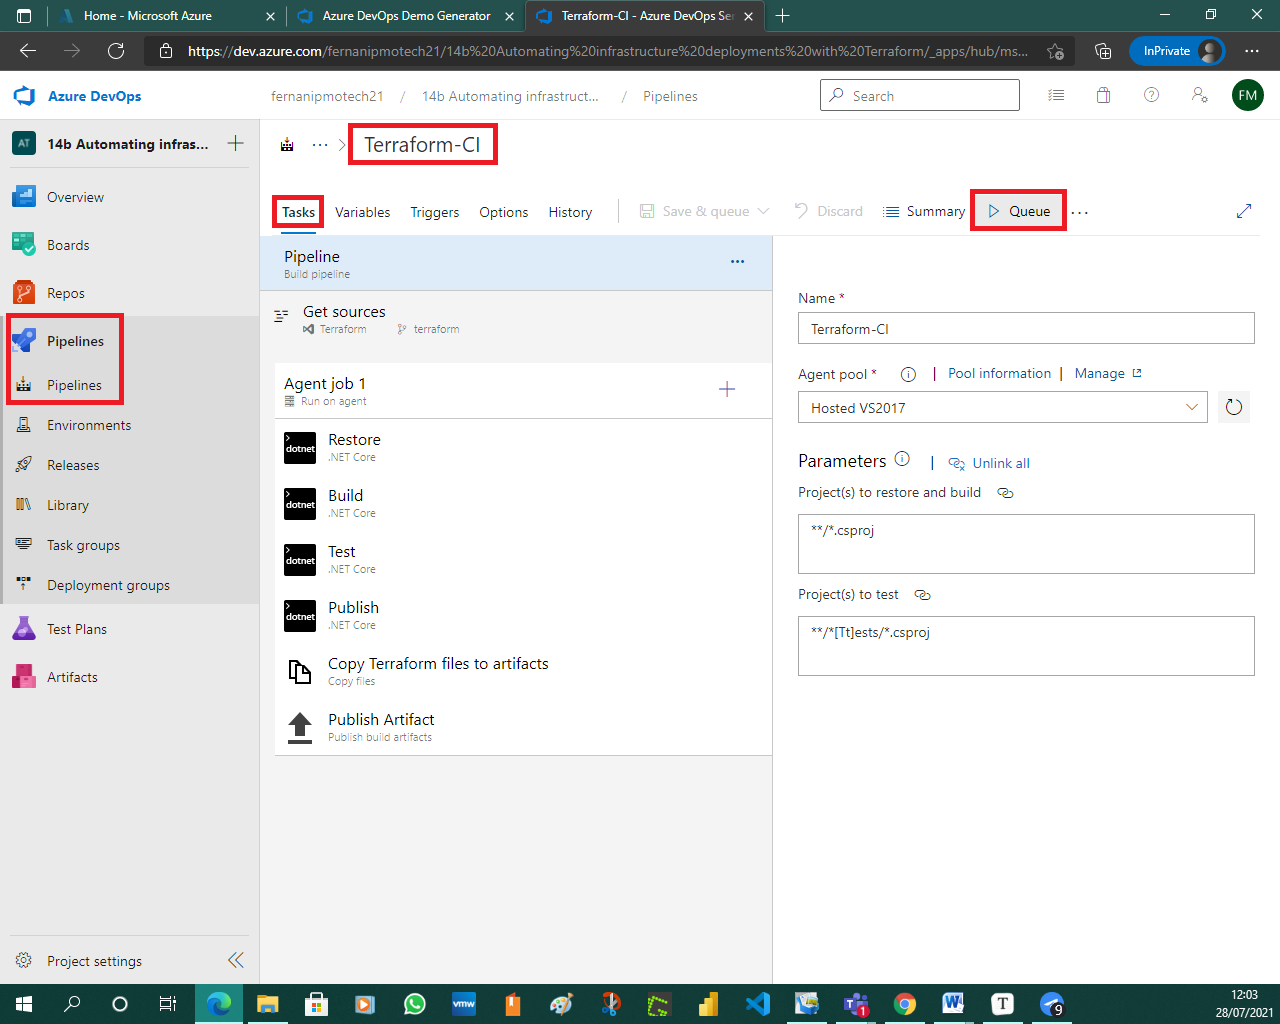 Home - Microsoft Azure
Azure DevOps Demo Generator
Terraform-CI - Azure DevOps Ser
https://dev.azure.com/fernanipmotech21/14b%20Automating%20infrastructure%20deployments%20with%20Terraform/_apps/hub/ms...
InPrivate
Azure DevOps
fernanipmotech21 / 14b Automating infrastruct... / Pipelines
Search
FM
AT
14b Automating infras...
Terraform-CI
Overview
Boards
Repos
Pipelines
Pipelines
Environments
Releases
Library
Task groups
Deployment groups
Test Plans
Artifacts
Project settings
Tasks Variables Triggers Options History
Save & queue Discard Summary Queue ...
Pipeline
Build pipeline
Get sources
Terraform terraform
Agent job 1
Run on agent
dotnet
Restore
.NET Core
dotnet
Build
.NET Core
dotnet
Test
.NET Core
dotnet
Publish
.NET Core
Copy Terraform files to artifacts
Copy files
Publish Artifact
Publish build artifacts
Name *
Terraform-CI
Agent pool * | Pool information | Manage
Hosted VS2017
Parameters | Unlink all
Project(s) to restore and build
**/*.csproj
Project(s) to test
**/*[Tt]ests/*.csproj
vmw
1
W
T
9
12:03
28/07/2021